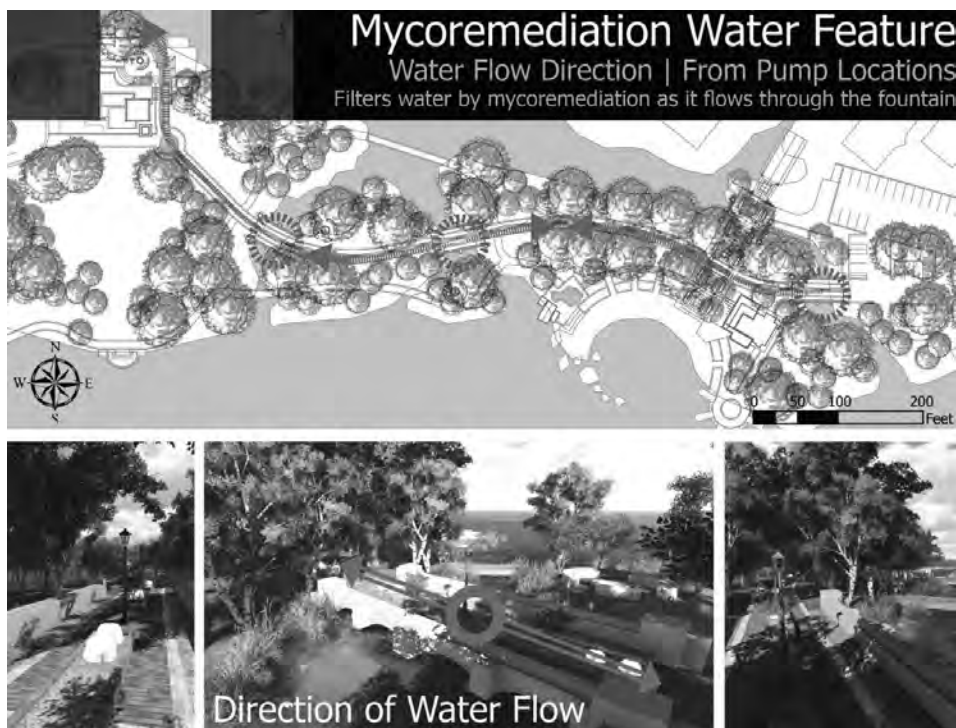 Mycoremediation Water Feature
Water Flow Direction | From Pump Locations
Filters water by mycoremediation as it flows through the fountain
N
W E
S
0 50 100 200
Feet
Direction of Water Flow